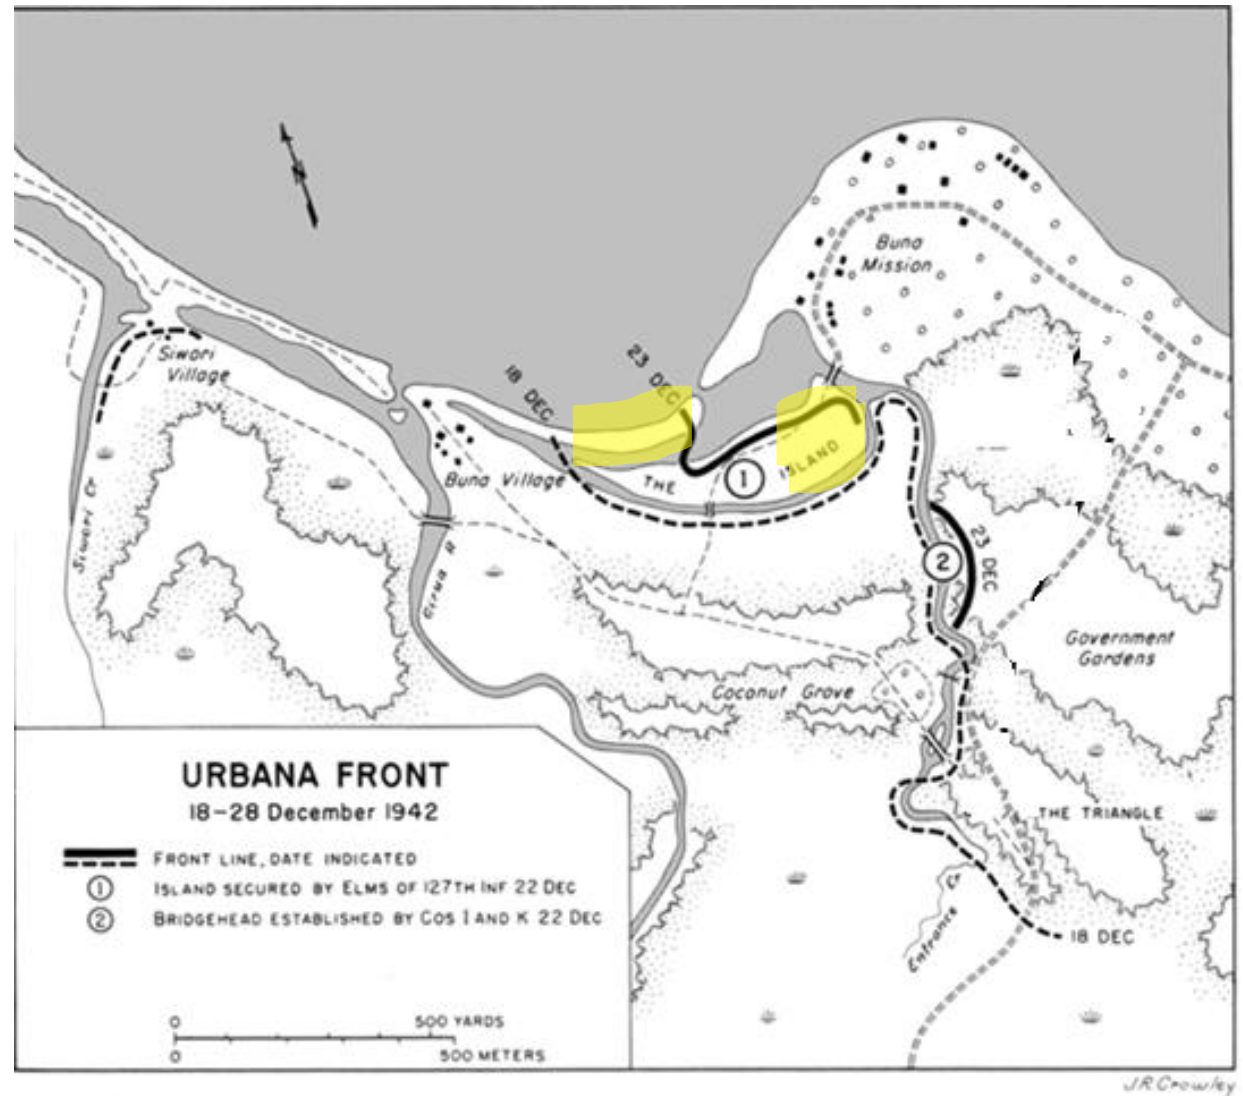 N
Buna
Mission
Siwori
Village
23 DEC
18 DEC
Buna Village
THE
1
ISLAND
Siwori Cr
Girua R
2
23 DEC
Government
Gardens
Coconut Grove
THE TRIANGLE
Entrance Cr
18 DEC
URBANA FRONT
18-28 December 1942
FRONT LINE, DATE INDICATED
1 ISLAND SECURED BY ELMS OF 127TH INF 22 DEC
2 BRIDGEHEAD ESTABLISHED BY COS I AND K 22 DEC
0 500 YARDS
0 500 METERS
J.R. Crowley